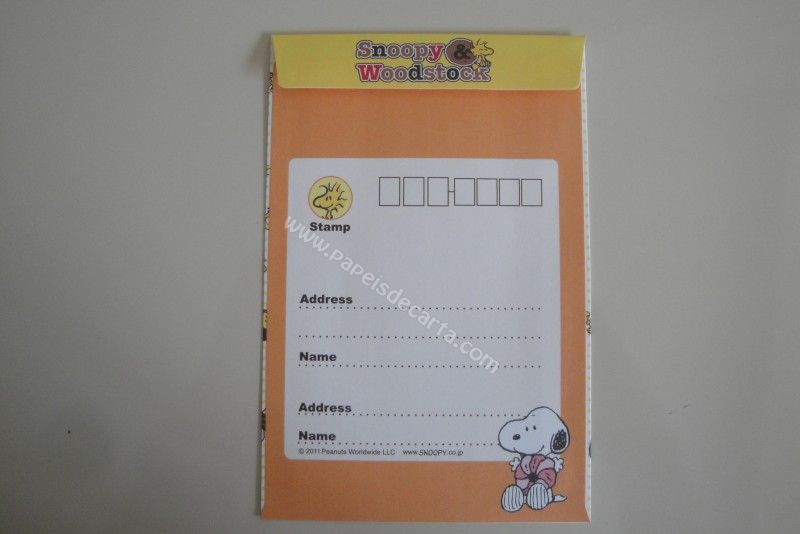 Snoopy &
Woodstock
Stamp
www.papeisdecarta.com
Address
Name
Address
Name
© 2011 Peanuts Worldwide LLC www.SNOOPY.co.jp